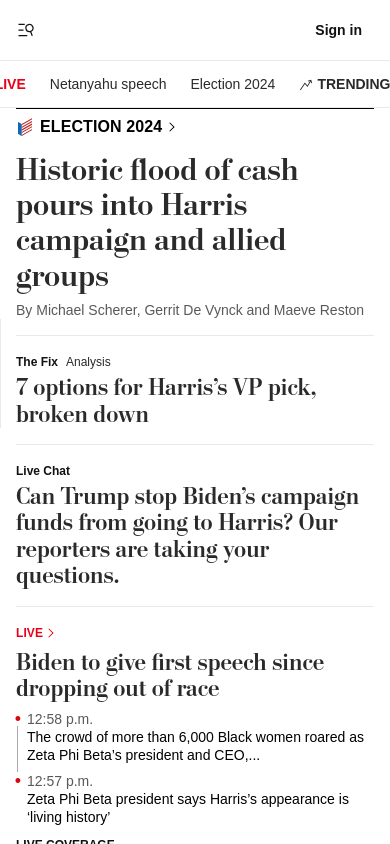 Sign in
LIVE
Netanyahu speech
Election 2024
TRENDING
ELECTION 2024
Historic flood of cash
pours into Harris
campaign and allied
groups
By Michael Scherer, Gerrit De Vynck and Maeve Reston
The Fix Analysis
7 options for Harris’s VP pick,
broken down
Live Chat
Can Trump stop Biden’s campaign
funds from going to Harris? Our
reporters are taking your
questions.
LIVE
Biden to give first speech since
dropping out of race
12:58 p.m.
The crowd of more than 6,000 Black women roared as
Zeta Phi Beta’s president and CEO,...
12:57 p.m.
Zeta Phi Beta president says Harris’s appearance is
‘living history’
LIVE COVERAGE